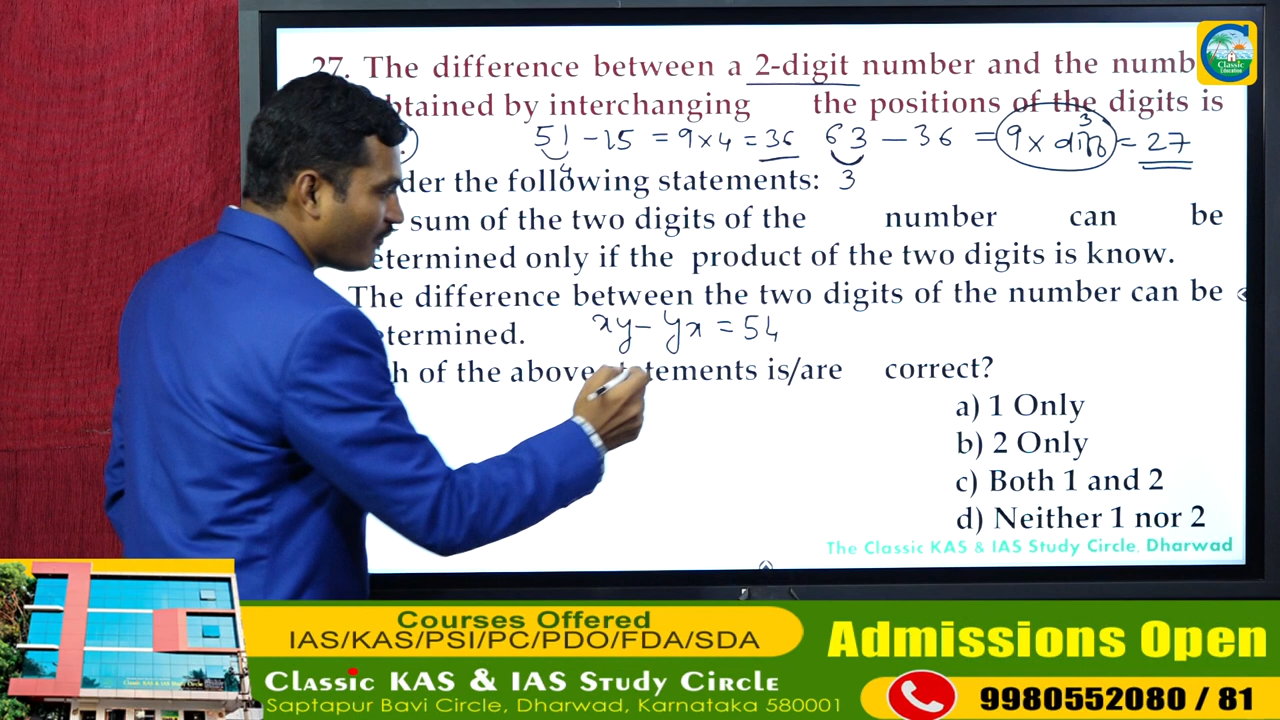 27. The difference between a 2-digit number and the numb
btained by interchanging the positions of the digits is
51 - 15 = 9 x 4 = 36 63 - 36 = 9 x diff = 27
4 3
der the following statements: 3
sum of the two digits of the number can be
etermined only if the product of the two digits is know.
The difference between the two digits of the number can be
etermined. xy - yx = 54
h of the above statements is/are correct?
a) 1 Only
b) 2 Only
c) Both 1 and 2
d) Neither 1 nor 2
The Classic KAS & IAS Study Circle. Dharwad
Classic
Education
Courses Offered
IAS/KAS/PSI/PC/PDO/FDA/SDA
Classic KAS & IAS Study Circle
Saptapur Bavi Circle, Dharwad, Karnataka 580001
Admissions Open
9980552080 / 81